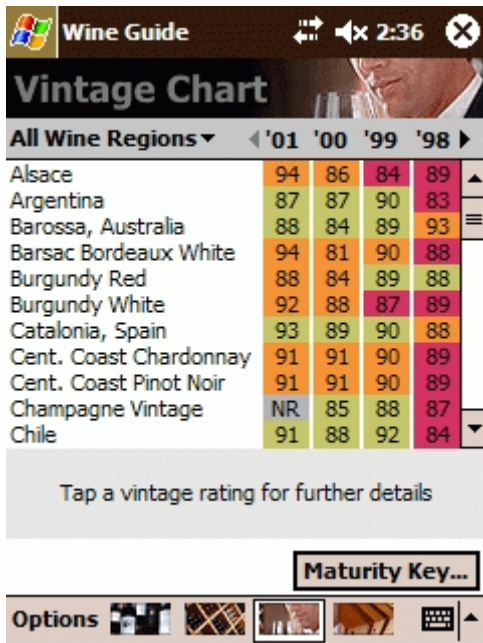 Wine Guide 2:36
Vintage Chart
All Wine Regions '01 '00 '99 '98
Alsace 94 86 84 89
Argentina 87 87 90 83
Barossa, Australia 88 84 89 93
Barsac Bordeaux White 94 81 90 88
Burgundy Red 88 84 89 88
Burgundy White 92 88 87 89
Catalonia, Spain 93 89 90 88
Cent. Coast Chardonnay 91 91 90 89
Cent. Coast Pinot Noir 91 91 90 89
Champagne Vintage NR 85 88 87
Chile 91 88 92 84
Tap a vintage rating for further details
Maturity Key...
Options